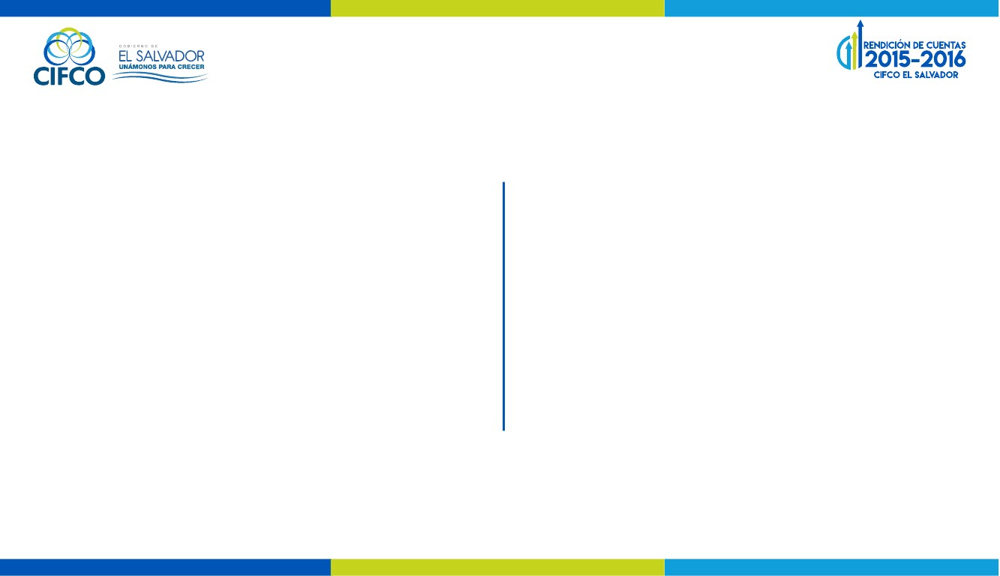 CIFCO
GOBIERNO DE
EL SALVADOR
UNÁMONOS PARA CRECER
RENDICIÓN DE CUENTAS
2015-2016
CIFCO EL SALVADOR